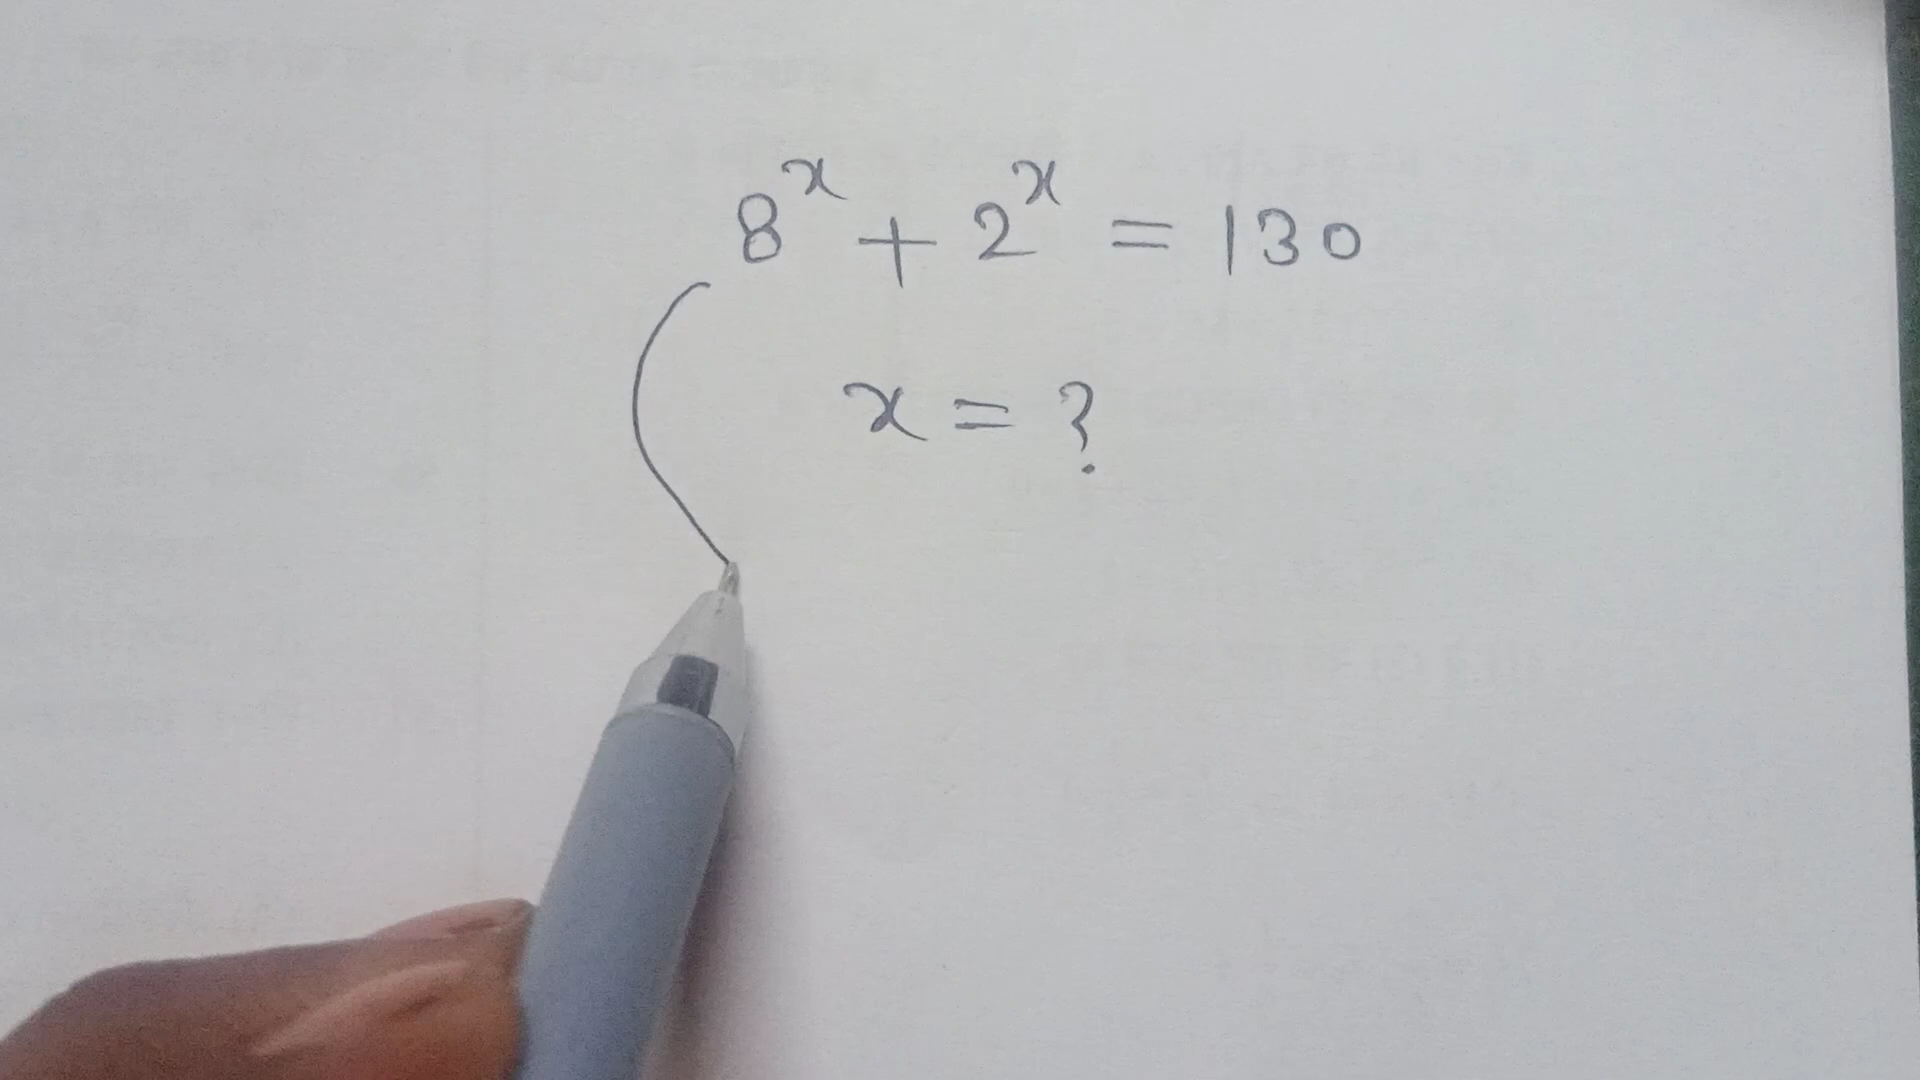 8^x + 2^x = 130
x = ?